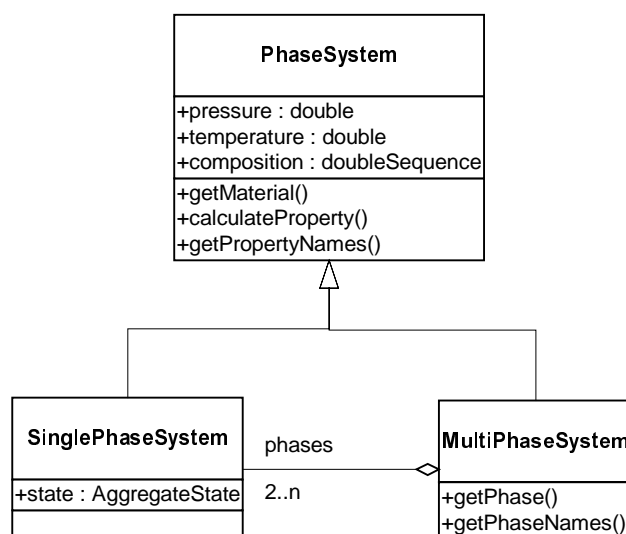 PhaseSystem
+pressure : double
+temperature : double
+composition : doubleSequence
+getMaterial()
+calculateProperty()
+getPropertyNames()
SinglePhaseSystem
+state : AggregateState
phases
2..n
MultiPhaseSystem
+getPhase()
+getPhaseNames()